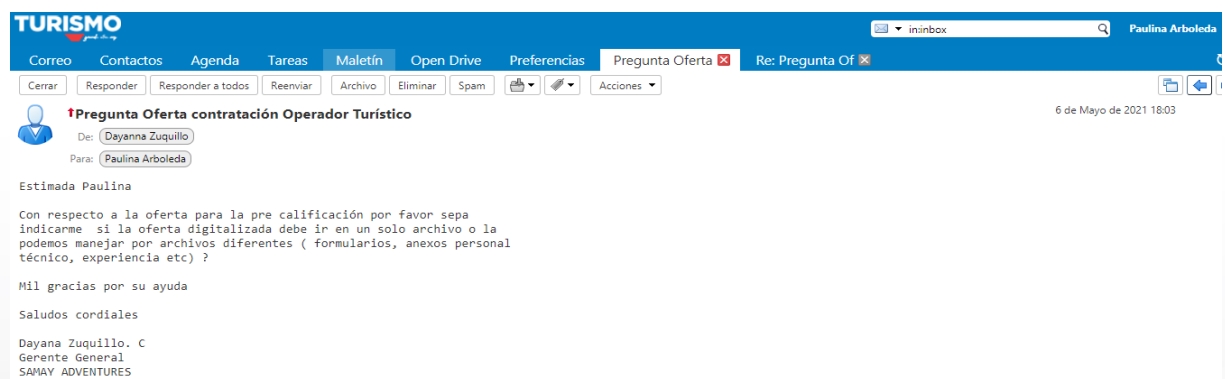 TURISMO
in:inbox
Paulina Arboleda
Correo Contactos Agenda Tareas Maletín Open Drive Preferencias Pregunta Oferta Re: Pregunta Of
Cerrar Responder Responder a todos Reenviar Archivo Eliminar Spam Acciones
Pregunta Oferta contratación Operador Turístico
6 de Mayo de 2021 18:03
De: Dayanna Zuquillo
Para: Paulina Arboleda
Estimada Paulina
Con respecto a la oferta para la pre calificación por favor sepa
indicarme si la oferta digitalizada debe ir en un solo archivo o la
podemos manejar por archivos diferentes ( formularios, anexos personal
técnico, experiencia etc) ?
Mil gracias por su ayuda
Saludos cordiales
Dayana Zuquillo. C
Gerente General
SAMAY ADVENTURES